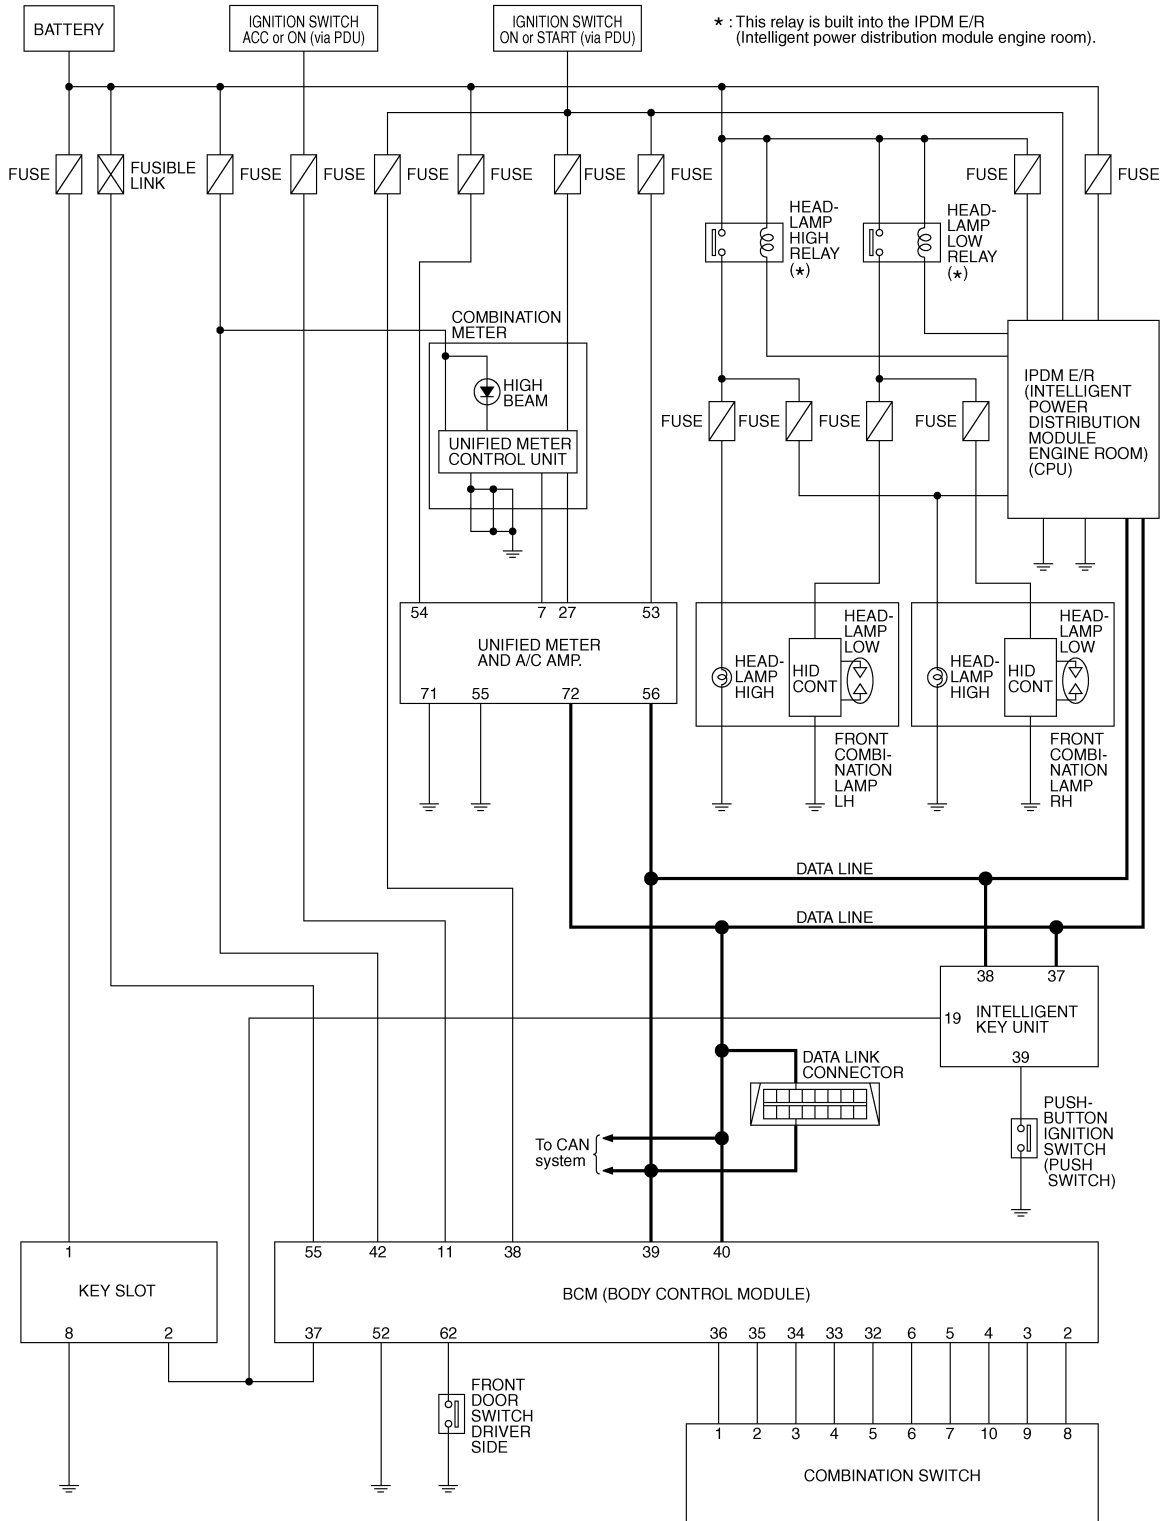 BATTERY
IGNITION SWITCH
ACC or ON (via PDU)
IGNITION SWITCH
ON or START (via PDU)
* : This relay is built into the IPDM E/R
(Intelligent power distribution module engine room).
FUSE
FUSIBLE
LINK
FUSE
FUSE
FUSE
FUSE
FUSE
FUSE
FUSE
FUSE
HEAD-
LAMP
HIGH
RELAY
(*)
HEAD-
LAMP
LOW
RELAY
(*)
COMBINATION
METER
HIGH
BEAM
UNIFIED METER
CONTROL UNIT
FUSE
FUSE
FUSE
FUSE
IPDM E/R
(INTELLIGENT
POWER
DISTRIBUTION
MODULE
ENGINE ROOM)
(CPU)
54
7
27
53
UNIFIED METER
AND A/C AMP.
71
55
72
56
HEAD-
LAMP
HIGH
HID
CONT
HEAD-
LAMP
LOW
FRONT
COMBI-
NATION
LAMP
LH
HEAD-
LAMP
HIGH
HID
CONT
HEAD-
LAMP
LOW
FRONT
COMBI-
NATION
LAMP
RH
DATA LINE
DATA LINE
38
37
19
INTELLIGENT
KEY UNIT
39
DATA LINK
CONNECTOR
To CAN
system
PUSH-
BUTTON
IGNITION
SWITCH
(PUSH
SWITCH)
1
KEY SLOT
8
2
55
42
11
38
39
40
BCM (BODY CONTROL MODULE)
37
52
62
36
35
34
33
32
6
5
4
3
2
FRONT
DOOR
SWITCH
DRIVER
SIDE
1
2
3
4
5
6
7
10
9
8
COMBINATION SWITCH